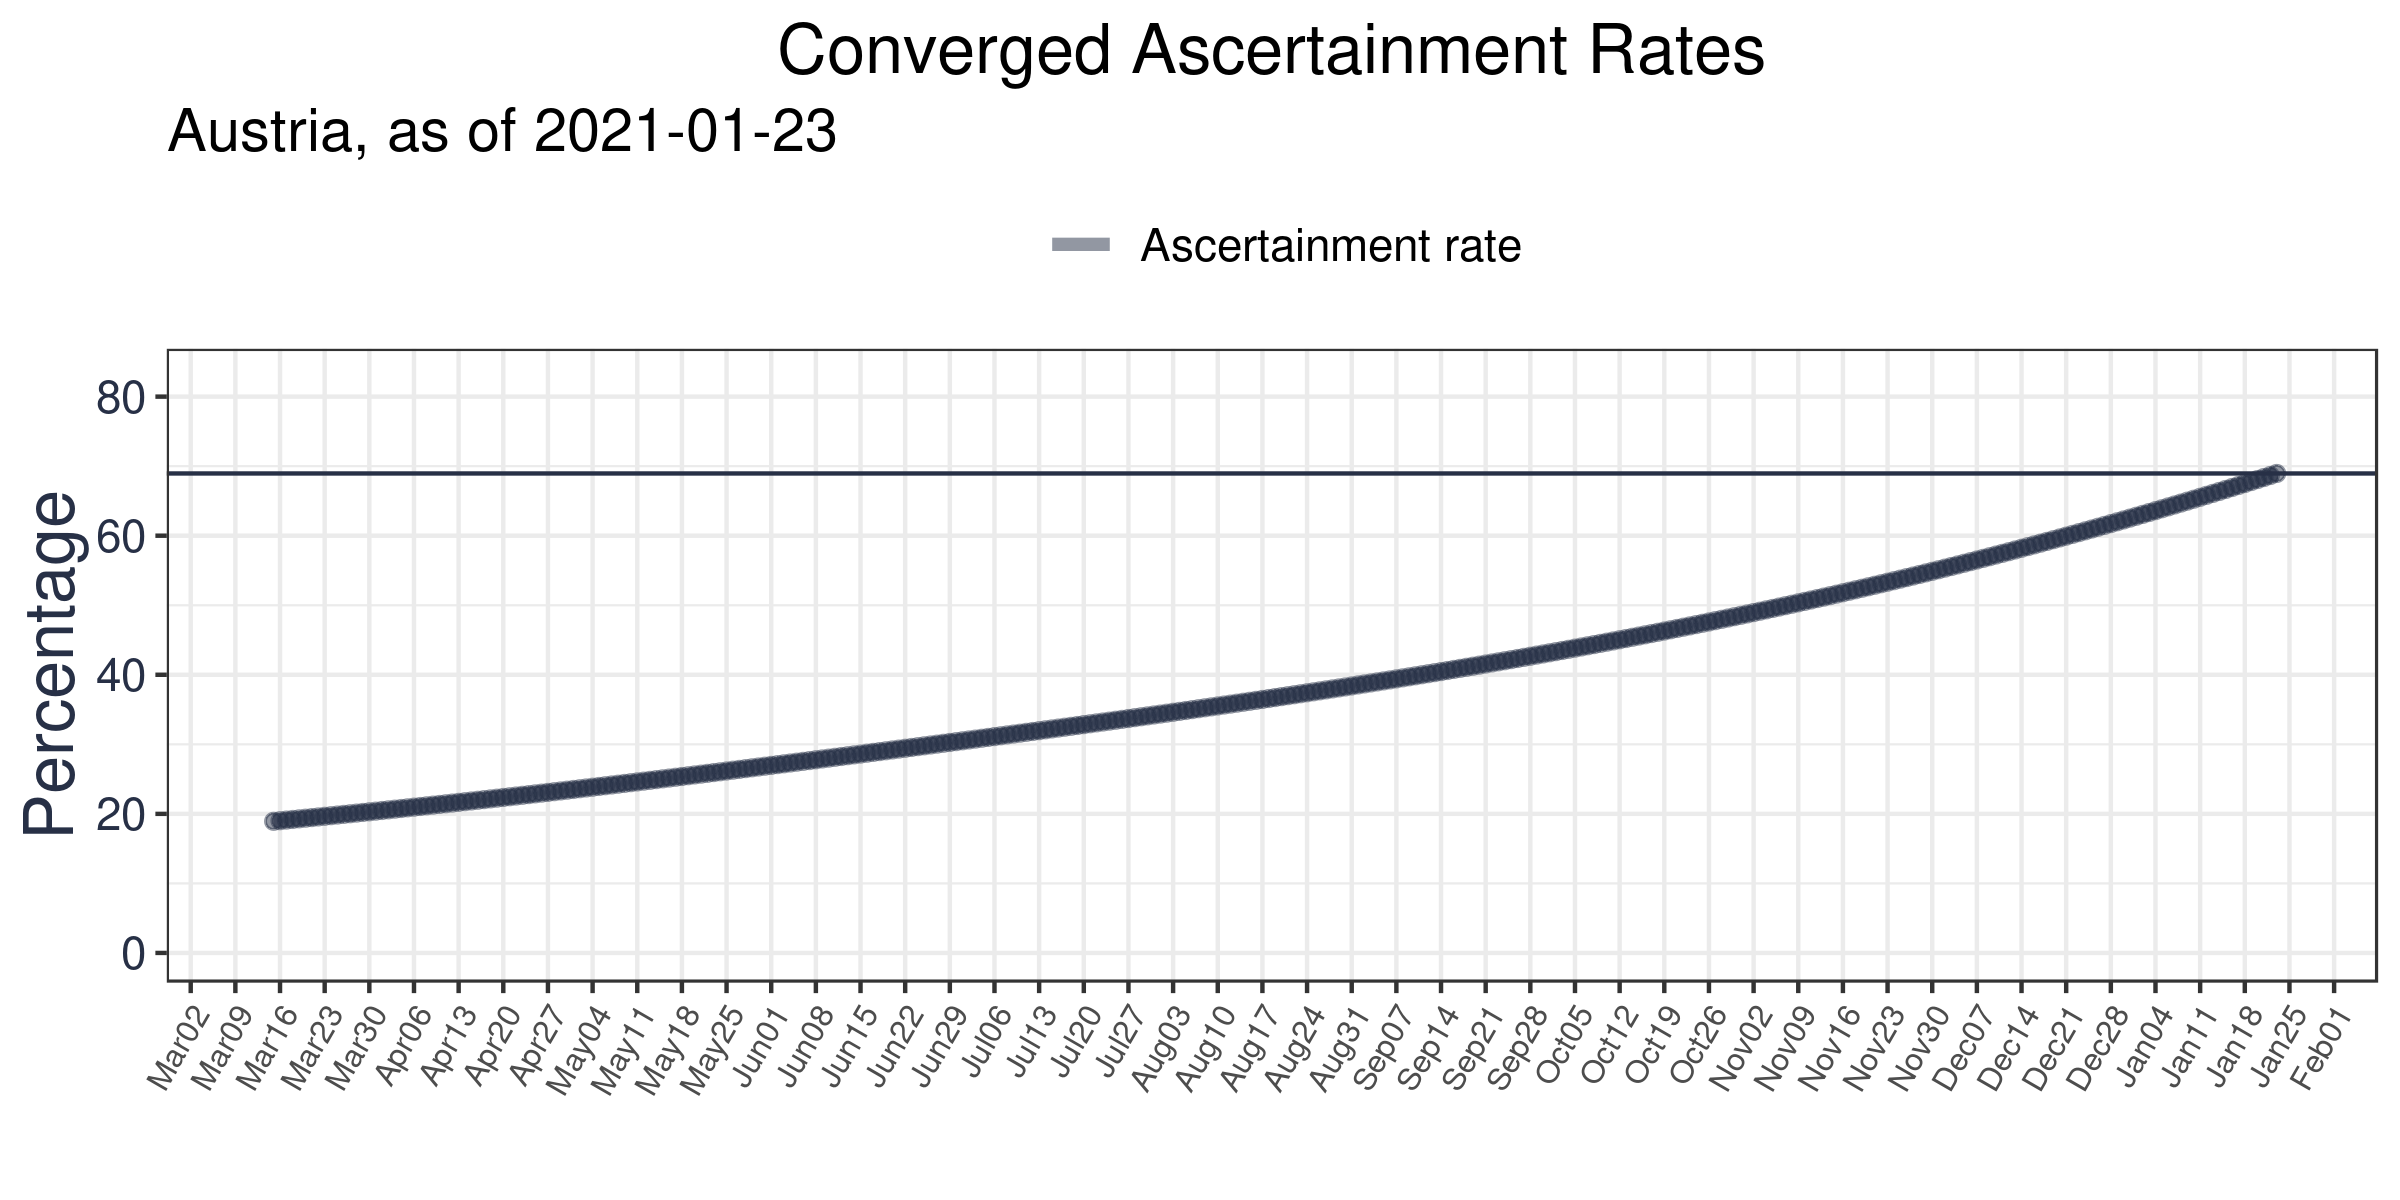 Converged Ascertainment Rates
Austria, as of 2021-01-23
Ascertainment rate
Percentage
80
60
40
20
0
Mar02 Mar09 Mar16 Mar23 Mar30 Apr06 Apr13 Apr20 Apr27 May04 May11 May18 May25 Jun01 Jun08 Jun15 Jun22 Jun29 Jul06 Jul13 Jul20 Jul27 Aug03 Aug10 Aug17 Aug24 Aug31 Sep07 Sep14 Sep21 Sep28 Oct05 Oct12 Oct19 Oct26 Nov02 Nov09 Nov16 Nov23 Nov30 Dec07 Dec14 Dec21 Dec28 Jan04 Jan11 Jan18 Jan25 Feb01